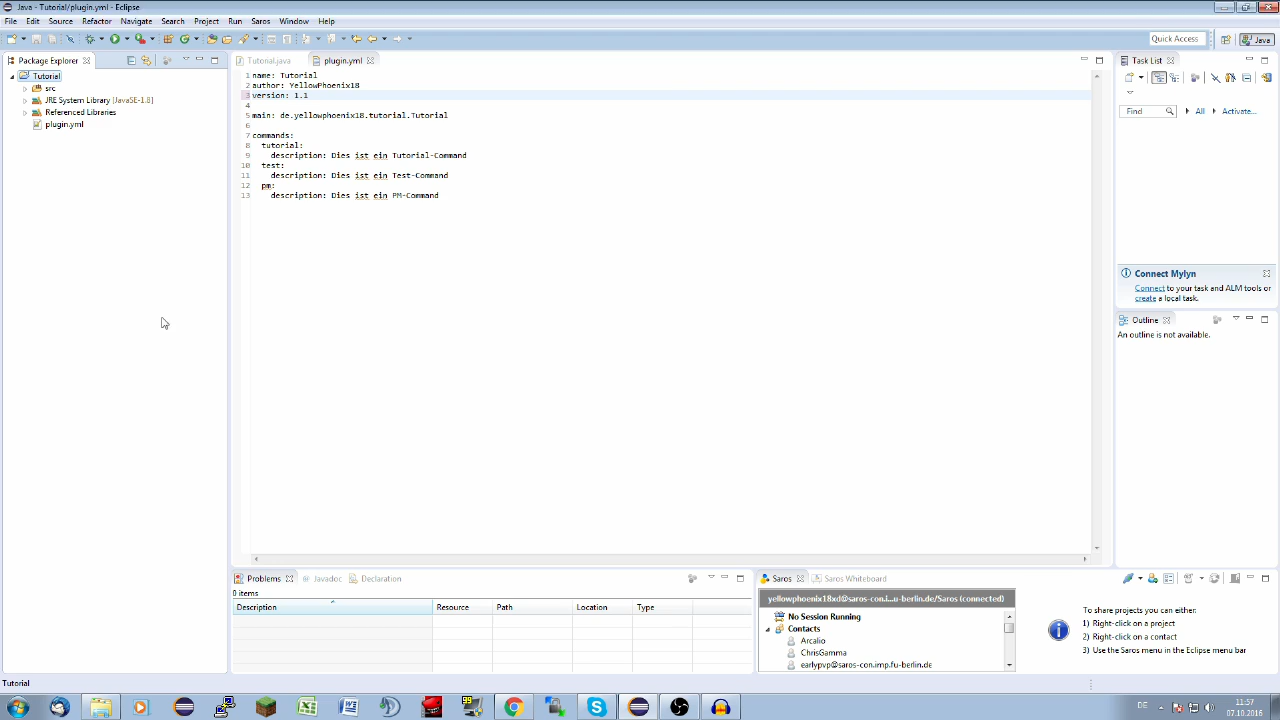 Java - Tutorial/plugin.yml - Eclipse
File Edit Source Refactor Navigate Search Project Run Saros Window Help
Quick Access
Java
Package Explorer
Tutorial
src
JRE System Library [JavaSE-1.8]
Referenced Libraries
plugin.yml
Tutorial.java
plugin.yml
1 name: Tutorial
2 author: YellowPhoenix18
3 version: 1.1
4
5 main: de.yellowphoenix18.tutorial.Tutorial
6
7 commands:
8 tutorial:
9 description: Dies ist ein Tutorial-Command
10 test:
11 description: Dies ist ein Test-Command
12 pm:
13 description: Dies ist ein PM-Command
Task List
Find
All
Activate...
Connect Mylyn
Connect to your task and ALM tools or
create a local task.
Outline
An outline is not available.
Problems
Javadoc
Declaration
0 items
Description Resource Path Location Type
Saros
Saros Whiteboard
yellowphoenix18xd@saros-con.i...u-berlin.de/Saros (connected)
No Session Running
Contacts
Arcalio
ChrisGamma
earlypvp@saros-con.imp.fu-berlin.de
To share projects you can either:
1) Right-click on a project
2) Right-click on a contact
3) Use the Saros menu in the Eclipse menu bar
Tutorial
99
DE
11:57
07.10.2016